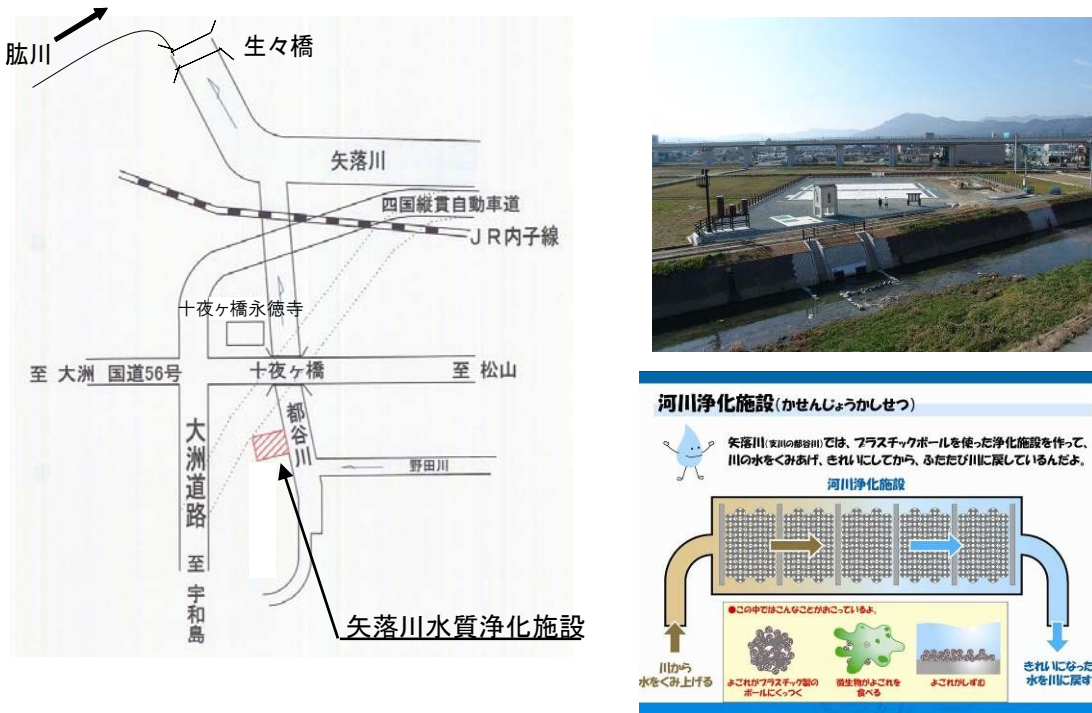 肱川
生々橋
矢落川
四国縦貫自動車道
JR内子線
十夜ヶ橋永徳寺
至 大洲 国道56号
十夜ヶ橋
至 松山
都谷川
大洲道路
野田川
至 宇和島
矢落川水質浄化施設
河川浄化施設(かせんじょうかしせつ)
矢落川(支川の都谷川)では、プラスチックボールを使った浄化施設を作って、
川の水をくみあげ、きれいにしてから、ふたたび川に戻しているんだよ。
河川浄化施設
●この中ではこんなことがおこっているよ。
よごれがプラスチック製の
ボールにくっつく
微生物がよごれを
食べる
よごれがしずむ
川から
水をくみ上げる
きれいになった
水を川に戻す